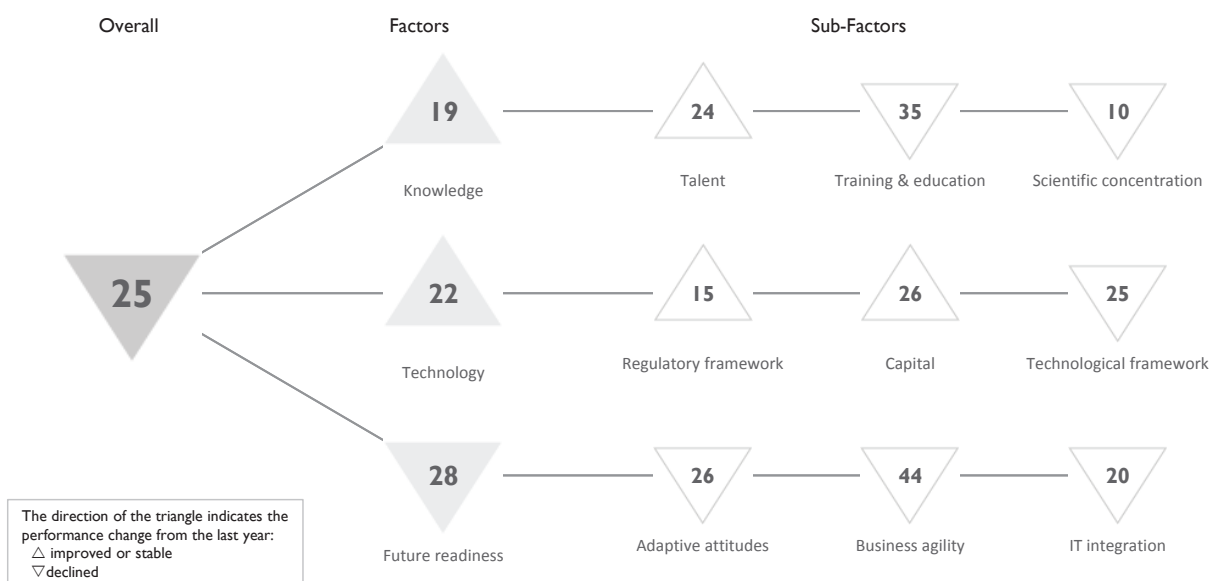 Overall Factors Sub-Factors
19 24 35 10
Knowledge Talent Training & education Scientific concentration
25
22 15 26 25
Technology Regulatory framework Capital Technological framework
28 26 44 20
Future readiness Adaptive attitudes Business agility IT integration
The direction of the triangle indicates the
performance change from the last year:
△ improved or stable
▽ declined